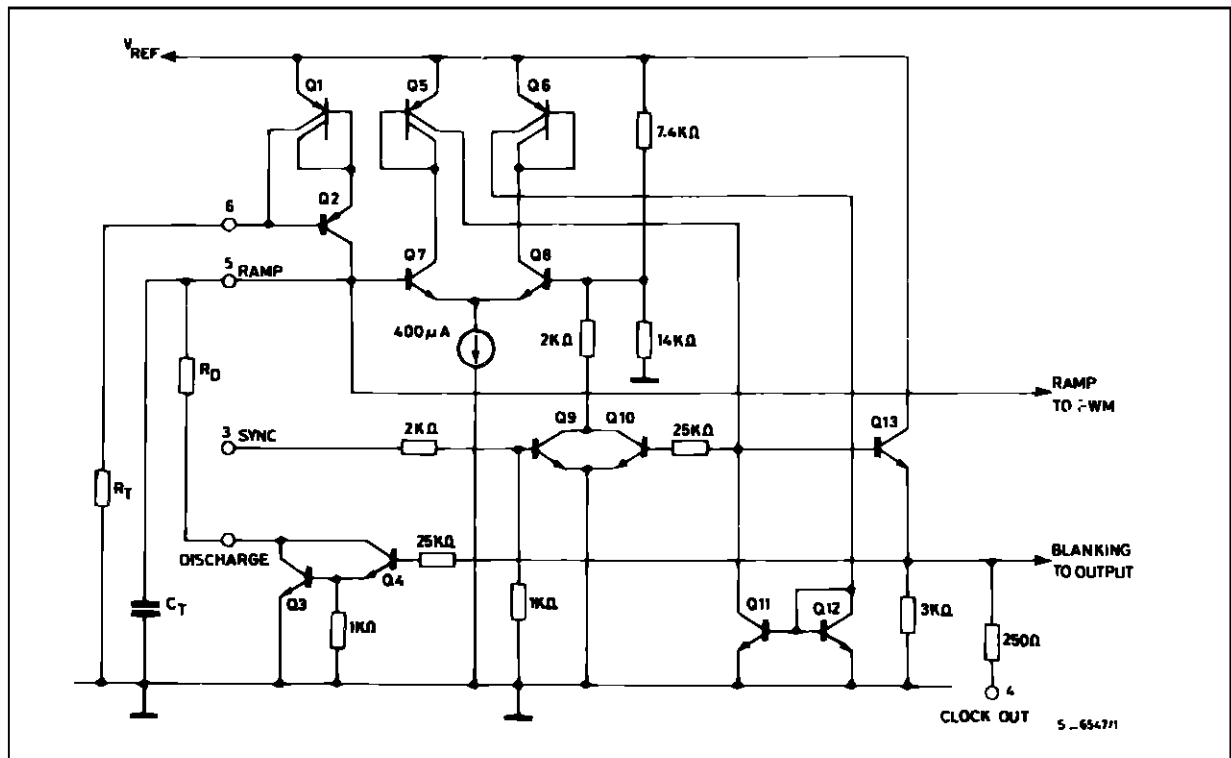 VREF
Q1
Q5
Q6
7.4KΩ
Q2
6
5 RAMP
Q7
Q8
400µA
2KΩ
14KΩ
RD
RAMP
TO PWM
Q9
Q10
Q13
3 SYNC
2KΩ
25KΩ
RT
DISCHARGE
25KΩ
BLANKING
TO OUTPUT
Q4
Q3
CT
1KΩ
1KΩ
Q11
Q12
3KΩ
250Ω
4
CLOCK OUT
S_6547/1